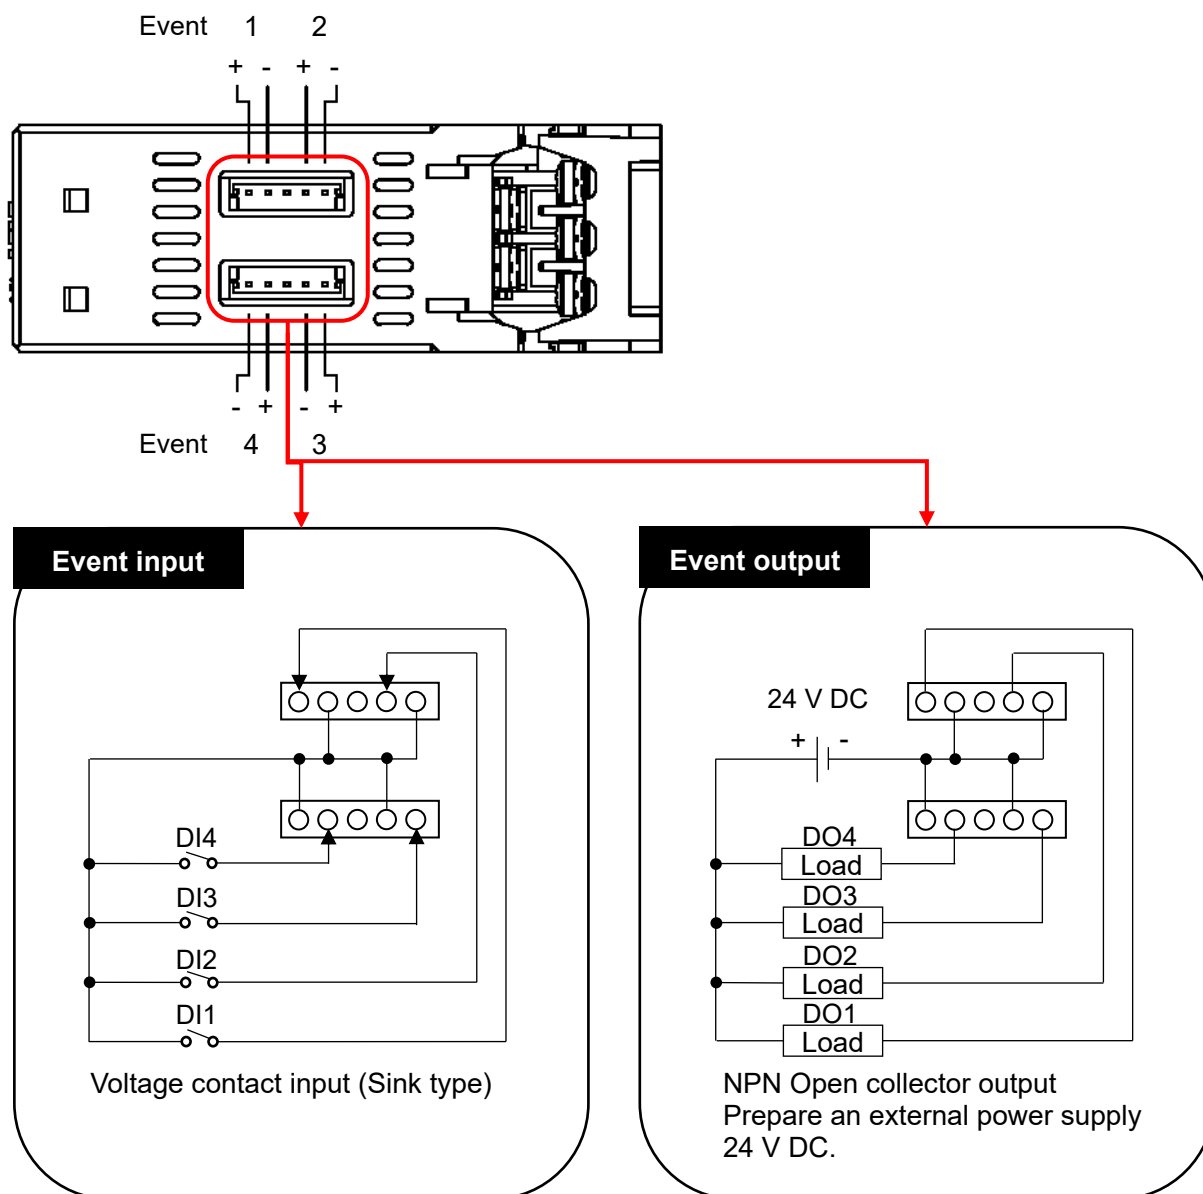 Event 1 2
+ - + -
- + - +
Event 4 3
Event input
DI4
DI3
DI2
DI1
Voltage contact input (Sink type)
Event output
24 V DC
+ -
DO4
Load
DO3
Load
DO2
Load
DO1
Load
NPN Open collector output
Prepare an external power supply
24 V DC.